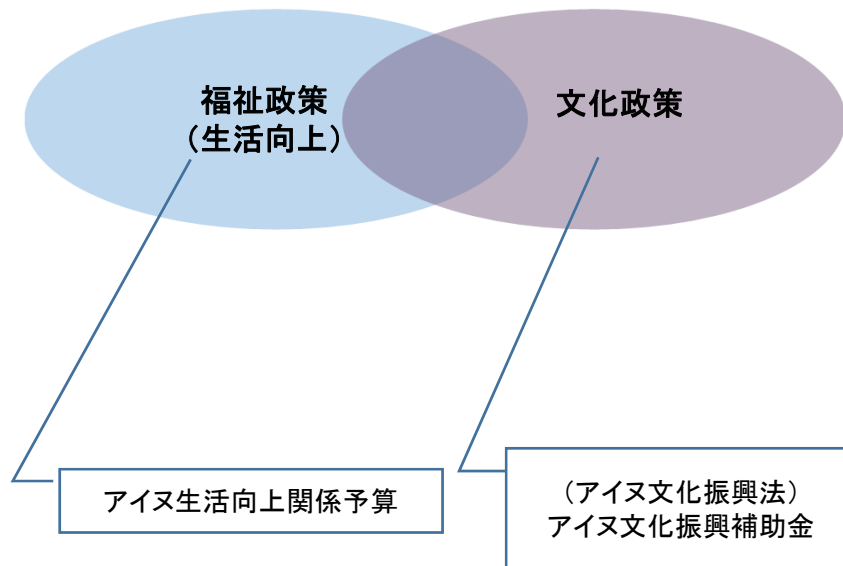 福祉政策
（生活向上）
文化政策
アイヌ生活向上関係予算
（アイヌ文化振興法）
アイヌ文化振興補助金